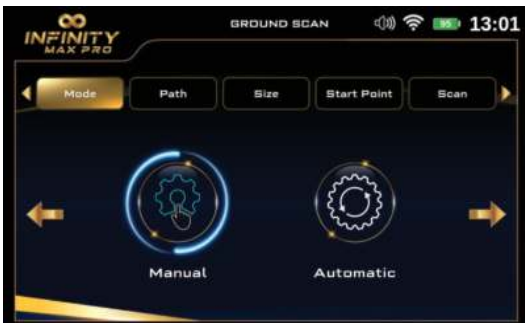 INFINITY
MAX PRO
GROUND SCAN
95
13:01
Mode
Path
Size
Start Point
Scan
Manual
Automatic